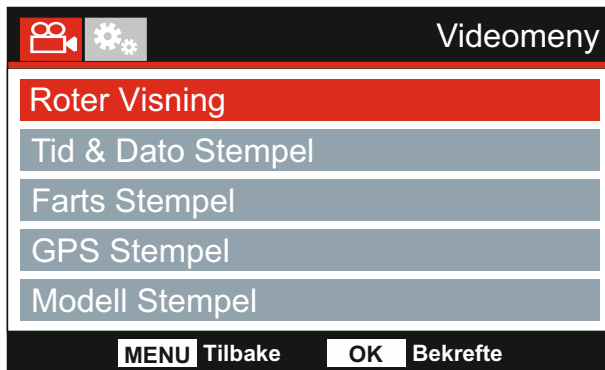 Videomeny
Roter Visning
Tid & Dato Stempel
Farts Stempel
GPS Stempel
Modell Stempel
MENU Tilbake OK Bekrefte